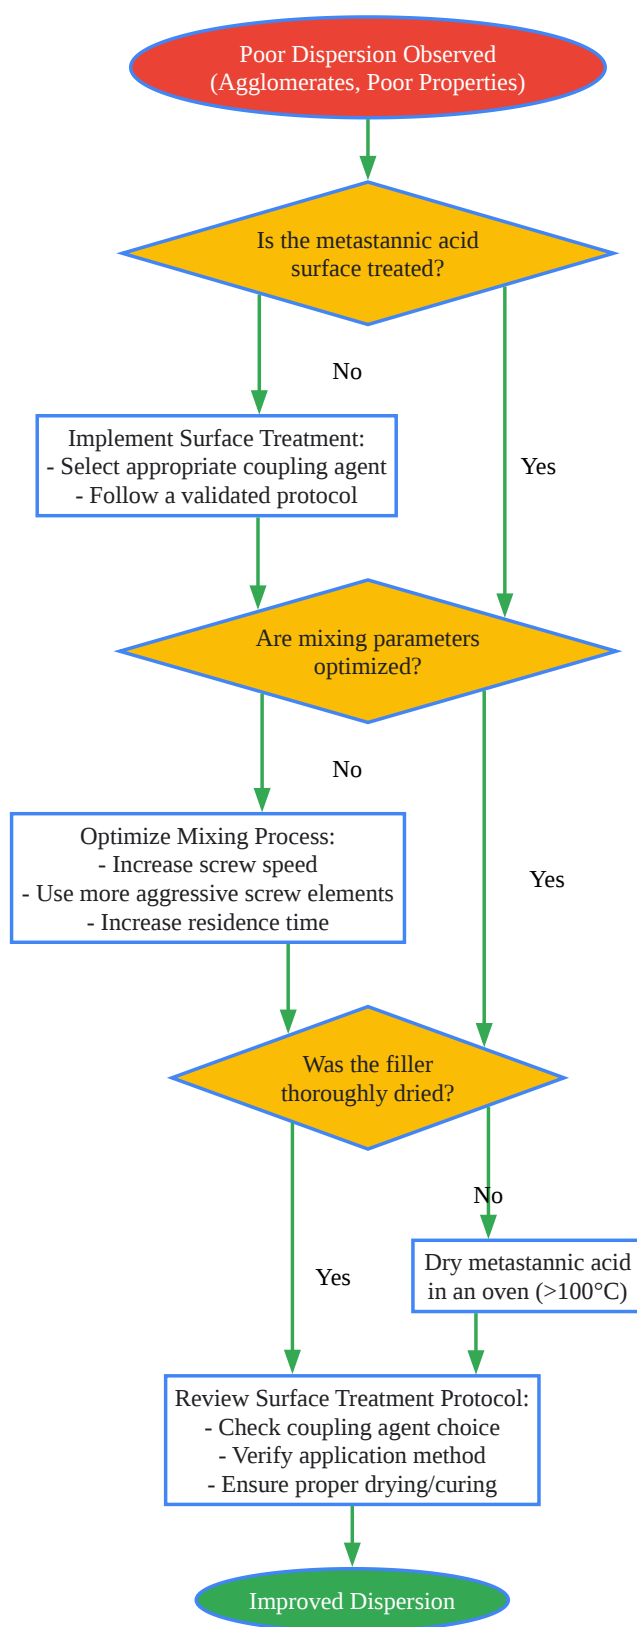 Poor Dispersion Observed
(Agglomerates, Poor Properties)
Is the metastannic acid
surface treated?
No
Implement Surface Treatment:
- Select appropriate coupling agent
- Follow a validated protocol
Yes
Are mixing parameters
optimized?
No
Optimize Mixing Process:
- Increase screw speed
- Use more aggressive screw elements
- Increase residence time
Yes
Was the filler
thoroughly dried?
No
Dry metastannic acid
in an oven (>100°C)
Yes
Review Surface Treatment Protocol:
- Check coupling agent choice
- Verify application method
- Ensure proper drying/curing
Improved Dispersion